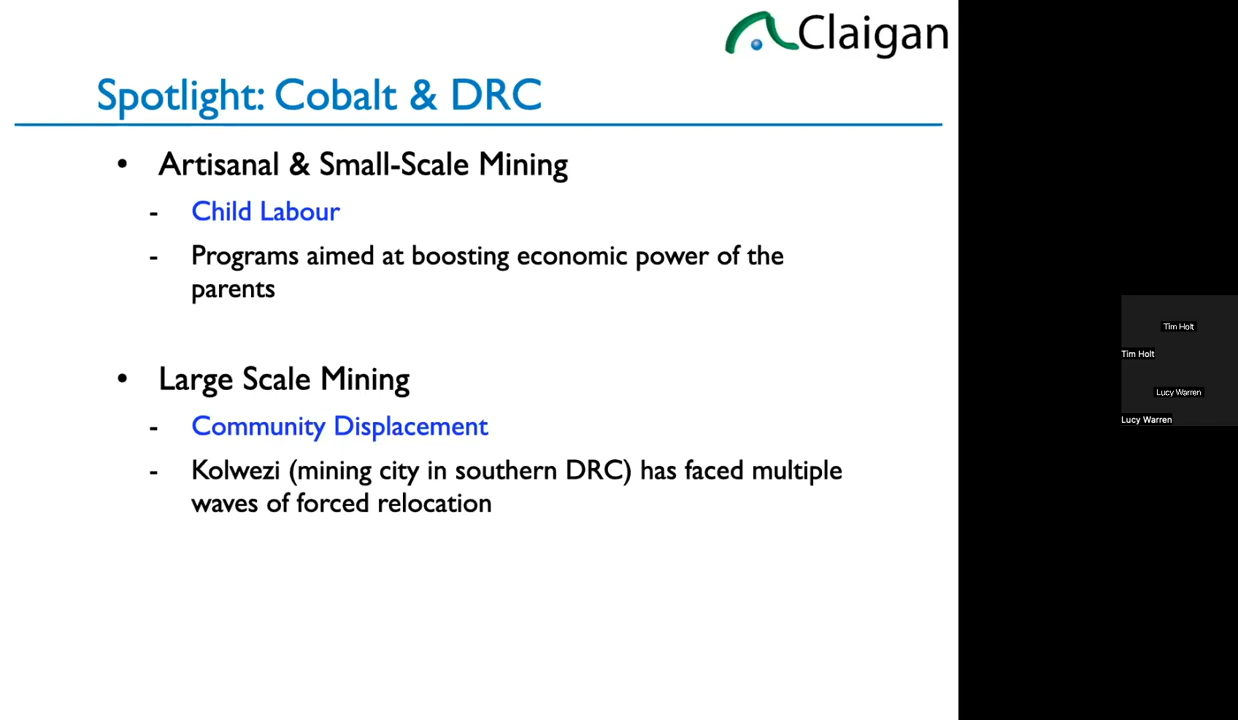 Claigan
Spotlight: Cobalt & DRC
• Artisanal & Small-Scale Mining
- Child Labour
- Programs aimed at boosting economic power of the
parents
• Large Scale Mining
- Community Displacement
- Kolwezi (mining city in southern DRC) has faced multiple
waves of forced relocation
Tim Holt
Tim Holt
Lucy Warren
Lucy Warren